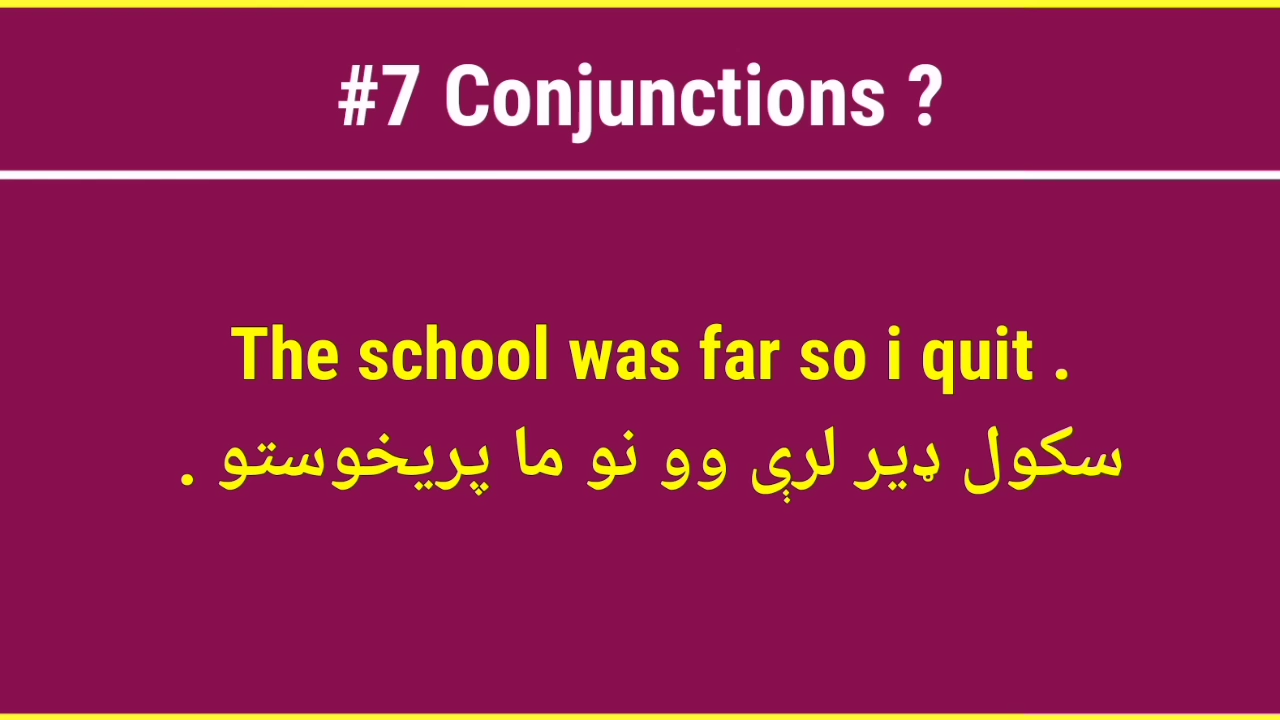 #7 Conjunctions ?
The school was far so i quit .
سکول ډیر لرې وو نو ما پریخوستو .